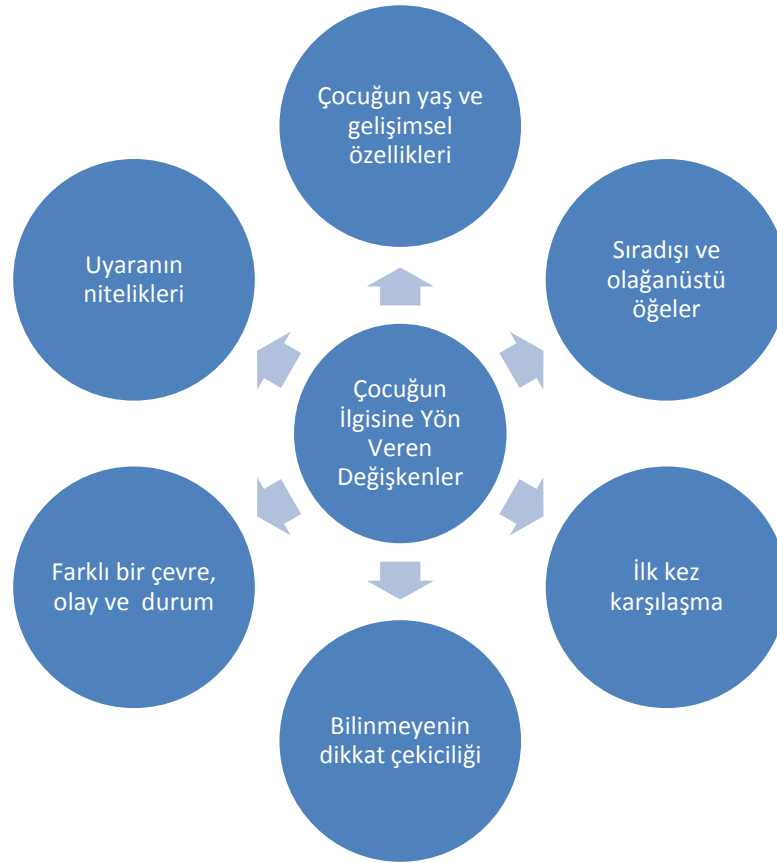 Çocuğun yaş ve
gelişimsel
özellikleri
Uyaranın
nitelikleri
Sıradışı ve
olağanüstü
öğeler
Çocuğun
İlgisine Yön
Veren
Değişkenler
Farklı bir çevre,
olay ve durum
İlk kez
karşılaşma
Bilinmeyenin
dikkat çekiciliği